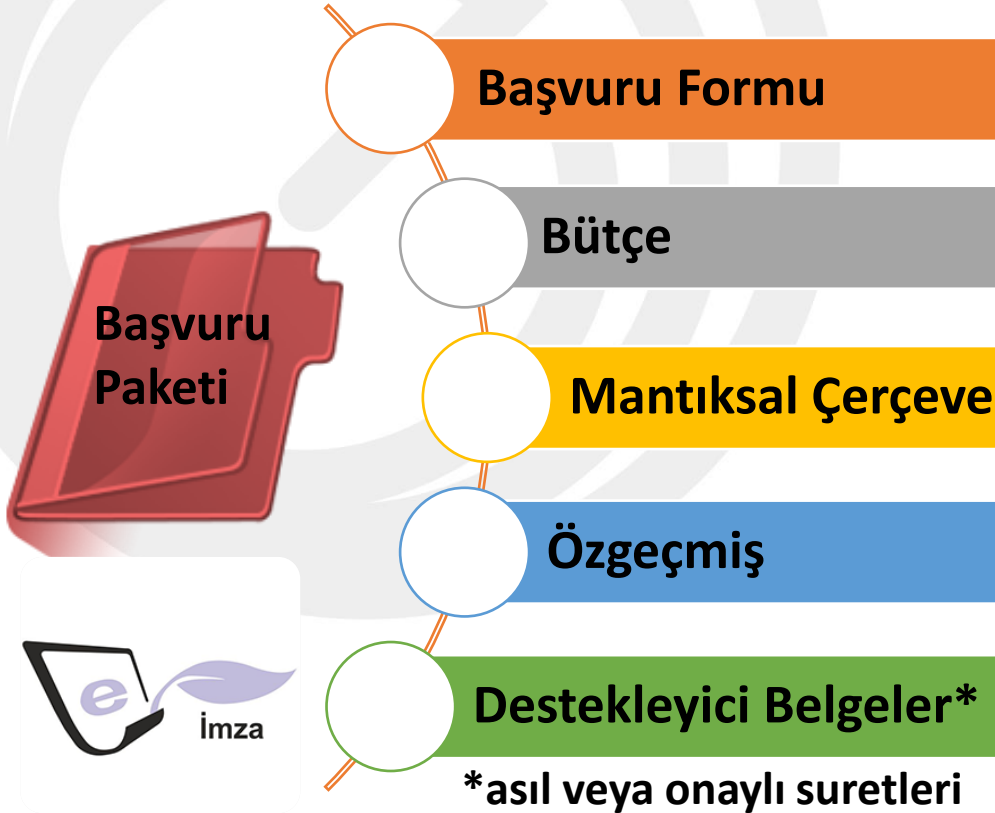 Başvuru Formu
Bütçe
Başvuru
Paketi
Mantıksal Çerçeve
Özgeçmiş
e
İmza
Destekleyici Belgeler*
*asıl veya onaylı suretleri